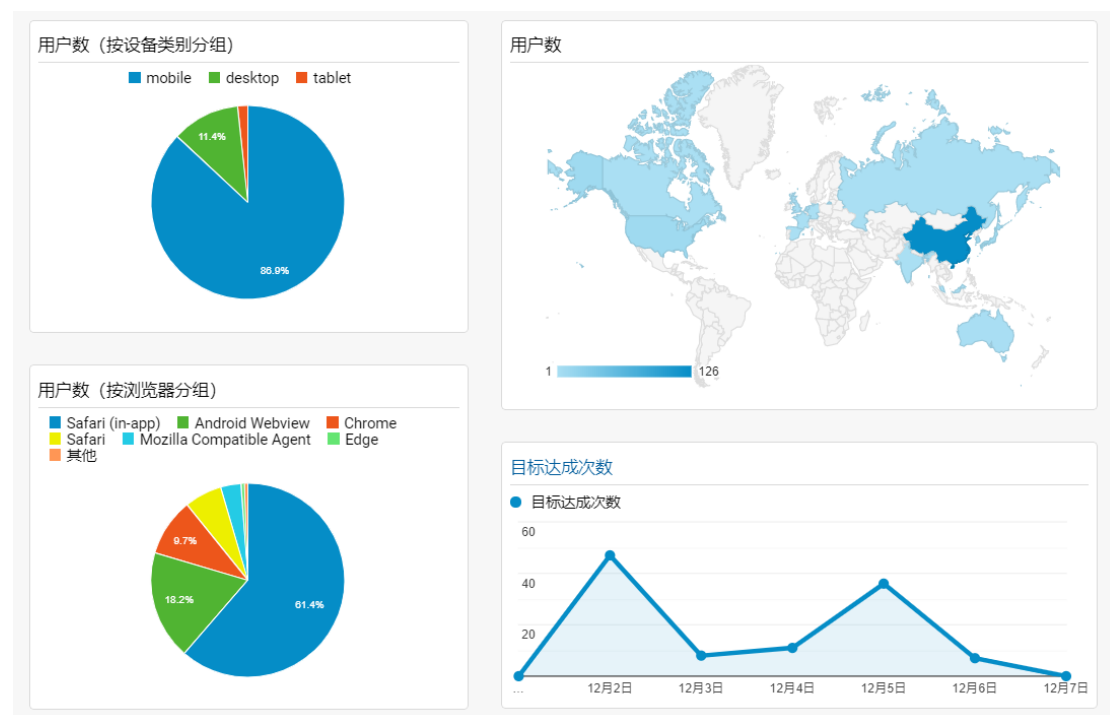 用户数（按设备类别分组）
mobile desktop tablet
11.4%
86.9%
用户数
1 126
用户数（按浏览器分组）
Safari (in-app) Android Webview Chrome
Safari Mozilla Compatible Agent Edge
其他
9.7%
18.2%
61.4%
目标达成次数
目标达成次数
60
40
20
... 12月2日 12月3日 12月4日 12月5日 12月6日 12月7日